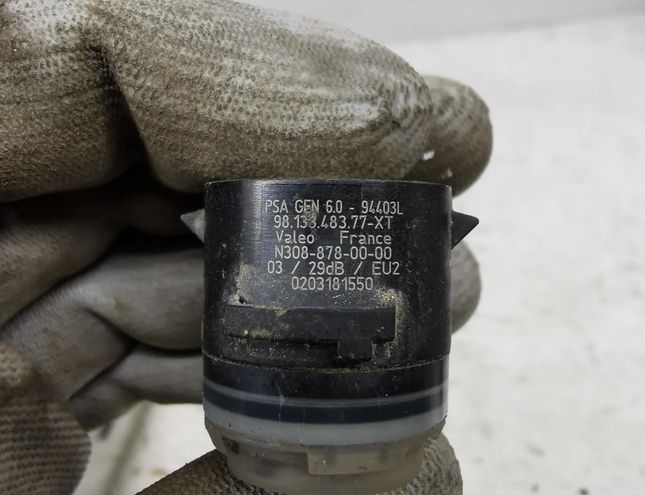 PSA GEN 6.0 - 94403L
98.133.483.77-XT
Valeo France
N308-878-00-00
03 / 29dB / EU2
0203181550